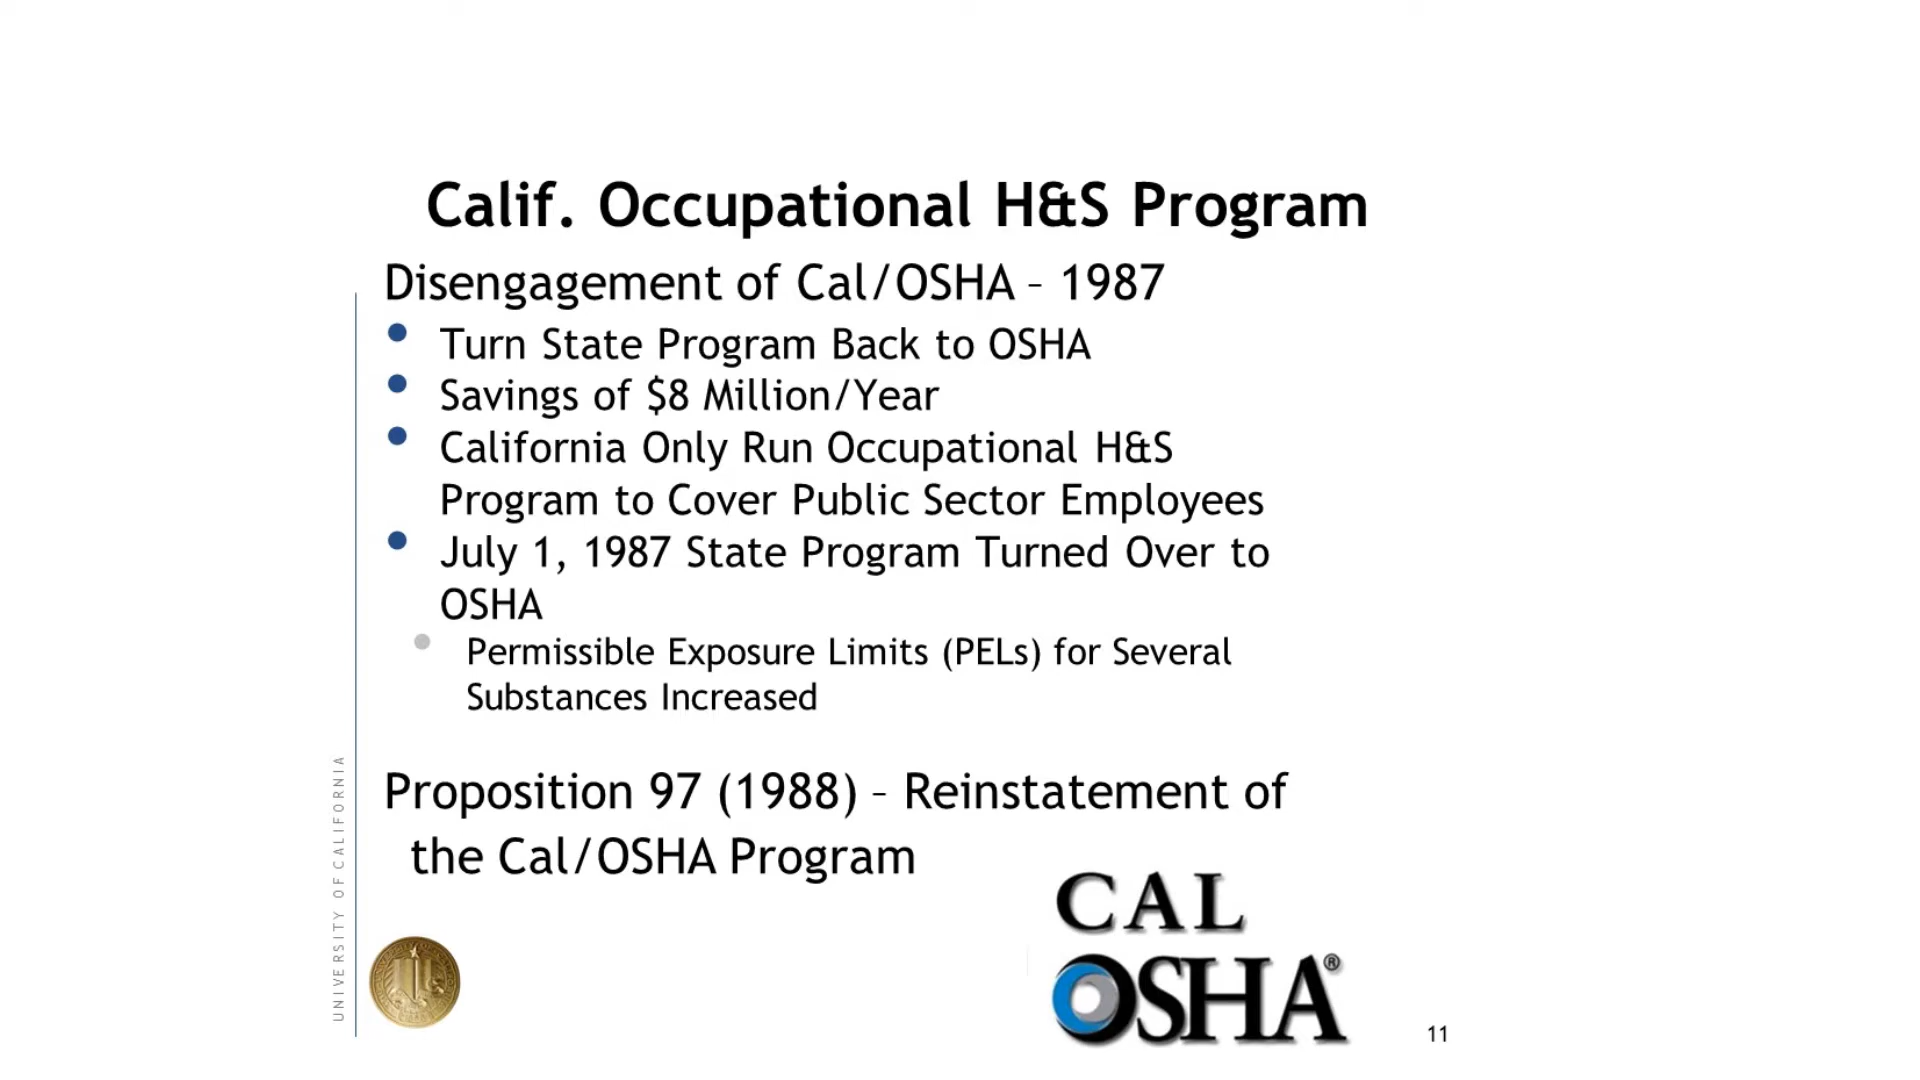 Calif. Occupational H&S Program
Disengagement of Cal/OSHA – 1987
• Turn State Program Back to OSHA
• Savings of $8 Million/Year
• California Only Run Occupational H&S
Program to Cover Public Sector Employees
• July 1, 1987 State Program Turned Over to
OSHA
• Permissible Exposure Limits (PELs) for Several
Substances Increased
Proposition 97 (1988) – Reinstatement of
the Cal/OSHA Program
UNIVERSITY OF CALIFORNIA
CAL
OSHA®
11